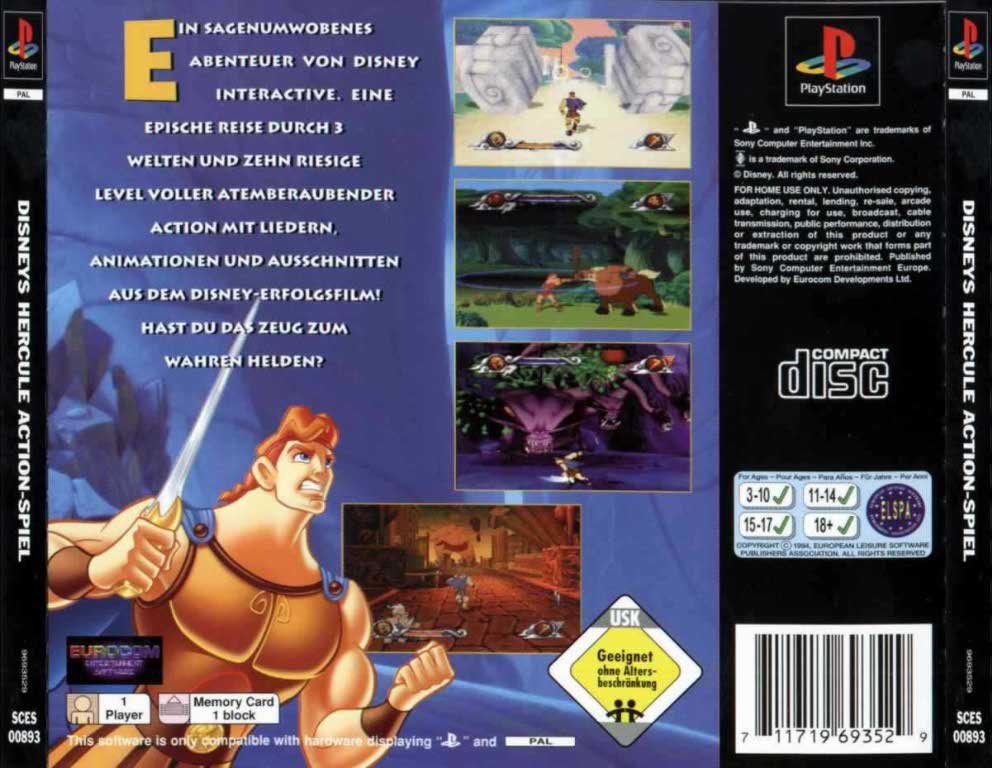 PlayStation
PAL
DISNEYS HERCULE ACTION-SPIEL
9693529
SCES
00893
EIN SAGENUMWOBENES
ABENTEUER VON DISNEY
INTERACTIVE. EINE
EPISCHE REISE DURCH 3
WELTEN UND ZEHN RIESIGE
LEVEL VOLLER ATEMBERAUBENDER
ACTION MIT LIEDERN,
ANIMATIONEN UND AUSSCHNITTEN
AUS DEM DISNEY-ERFOLGSFILM!
HAST DU DAS ZEUG ZUM
WAHREN HELDEN?
EUROCOM
ENTERTAINMENT
SOFTWARE
1
Player
Memory Card
1 block
This software is only compatible with hardware displaying " " and PAL
USK
Geeignet
ohne Alters-
beschränkung
PlayStation
" " and "PlayStation" are trademarks of
Sony Computer Entertainment Inc.
is a trademark of Sony Corporation.
© Disney. All rights reserved.
FOR HOME USE ONLY. Unauthorised copying,
adaptation, rental, lending, re-sale, arcade
use, charging for use, broadcast, cable
transmission, public performance, distribution
or extraction of this product or any
trademark or copyright work that forms part
of this product are prohibited. Published
by Sony Computer Entertainment Europe.
Developed by Eurocom Developments Ltd.
COMPACT
disc
For Ages – Pour Ages – Para Años – Für Jahre – Per Anni
3-10 11-14
15-17 18+
ELSPA
COPYRIGHT © 1994, EUROPEAN LEISURE SOFTWARE
PUBLISHERS ASSOCIATION. ALL RIGHTS RESERVED
7 11719 69352 9
PlayStation
PAL
DISNEYS HERCULE ACTION-SPIEL
9693529
SCES
00893